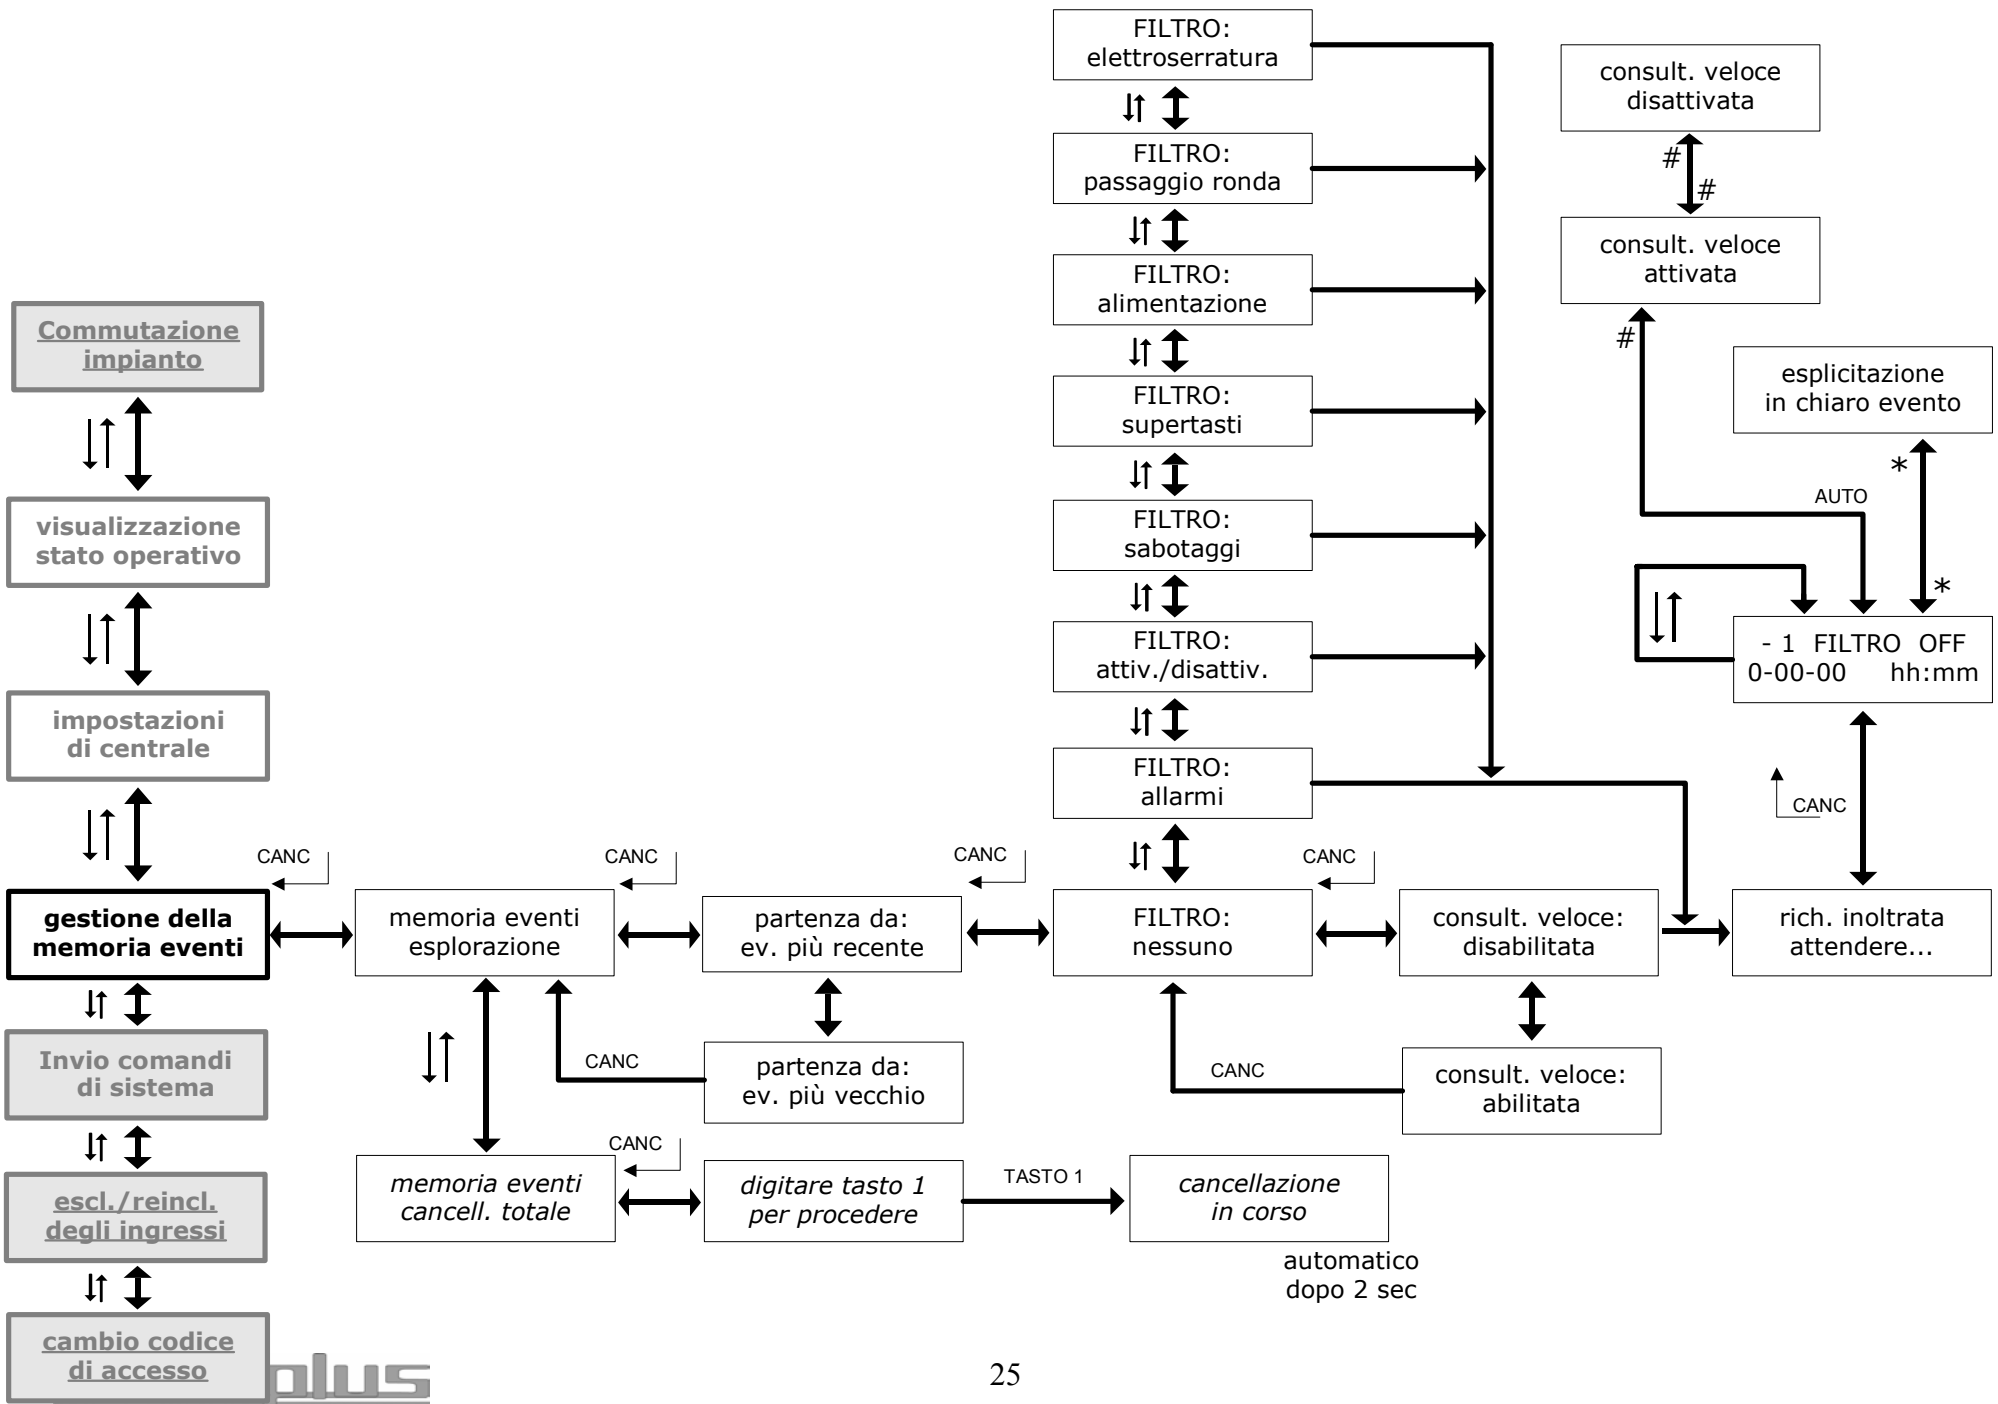 FILTRO:
elettroserratura
FILTRO:
passaggio ronda
FILTRO:
alimentazione
FILTRO:
supertasti
FILTRO:
sabotaggi
FILTRO:
attiv./disattiv.
FILTRO:
allarmi
consult. veloce
disattivata
#
#
consult. veloce
attivata
#
esplicitazione
in chiaro evento
*
AUTO
*
- 1 FILTRO OFF
0-00-00 hh:mm
CANC
Commutazione
impianto
visualizzazione
stato operativo
impostazioni
di centrale
CANC
CANC
CANC
CANC
gestione della
memoria eventi
memoria eventi
esplorazione
partenza da:
ev. più recente
FILTRO:
nessuno
consult. veloce:
disabilitata
rich. inoltrata
attendere...
Invio comandi
di sistema
CANC
partenza da:
ev. più vecchio
CANC
consult. veloce:
abilitata
CANC
escl./reincl.
degli ingressi
memoria eventi
cancell. totale
digitare tasto 1
per procedere
TASTO 1
cancellazione
in corso
automatico
dopo 2 sec
cambio codice
di accesso
plus
25